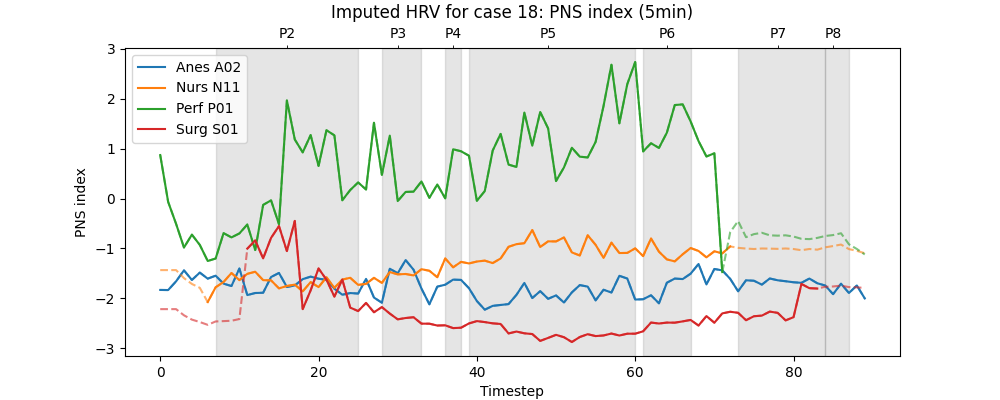 Imputed HRV for case 18: PNS index (5min)
P2 P3 P4 P5 P6 P7 P8
Anes A02
Nurs N11
Perf P01
Surg S01
PNS index
3
2
1
0
−1
−2
−3
0 20 40 60 80
Timestep